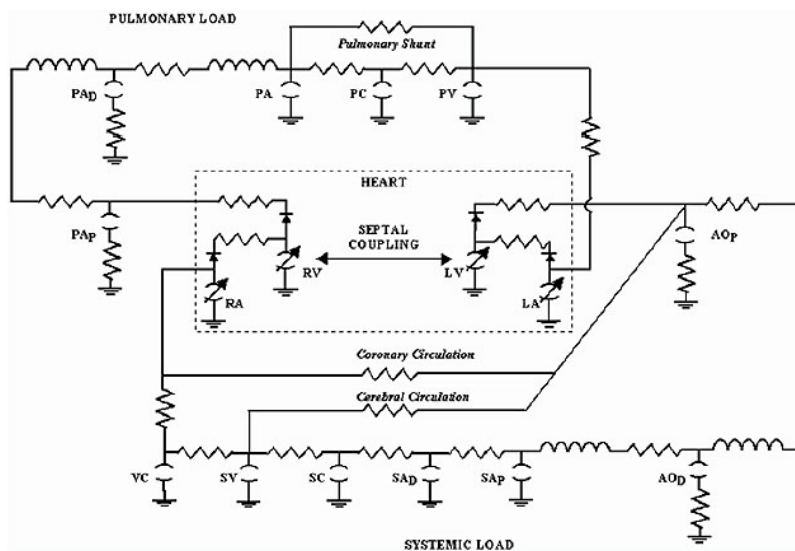 PULMONARY LOAD
Pulmonary Shunt
PAD
PA
PC
PV
HEART
PAP
SEPTAL
COUPLING
AOP
RV
LV
RA
LA
Coronary Circulation
Cerebral Circulation
VC
SV
SC
SAD
SAP
AOD
SYSTEMIC LOAD